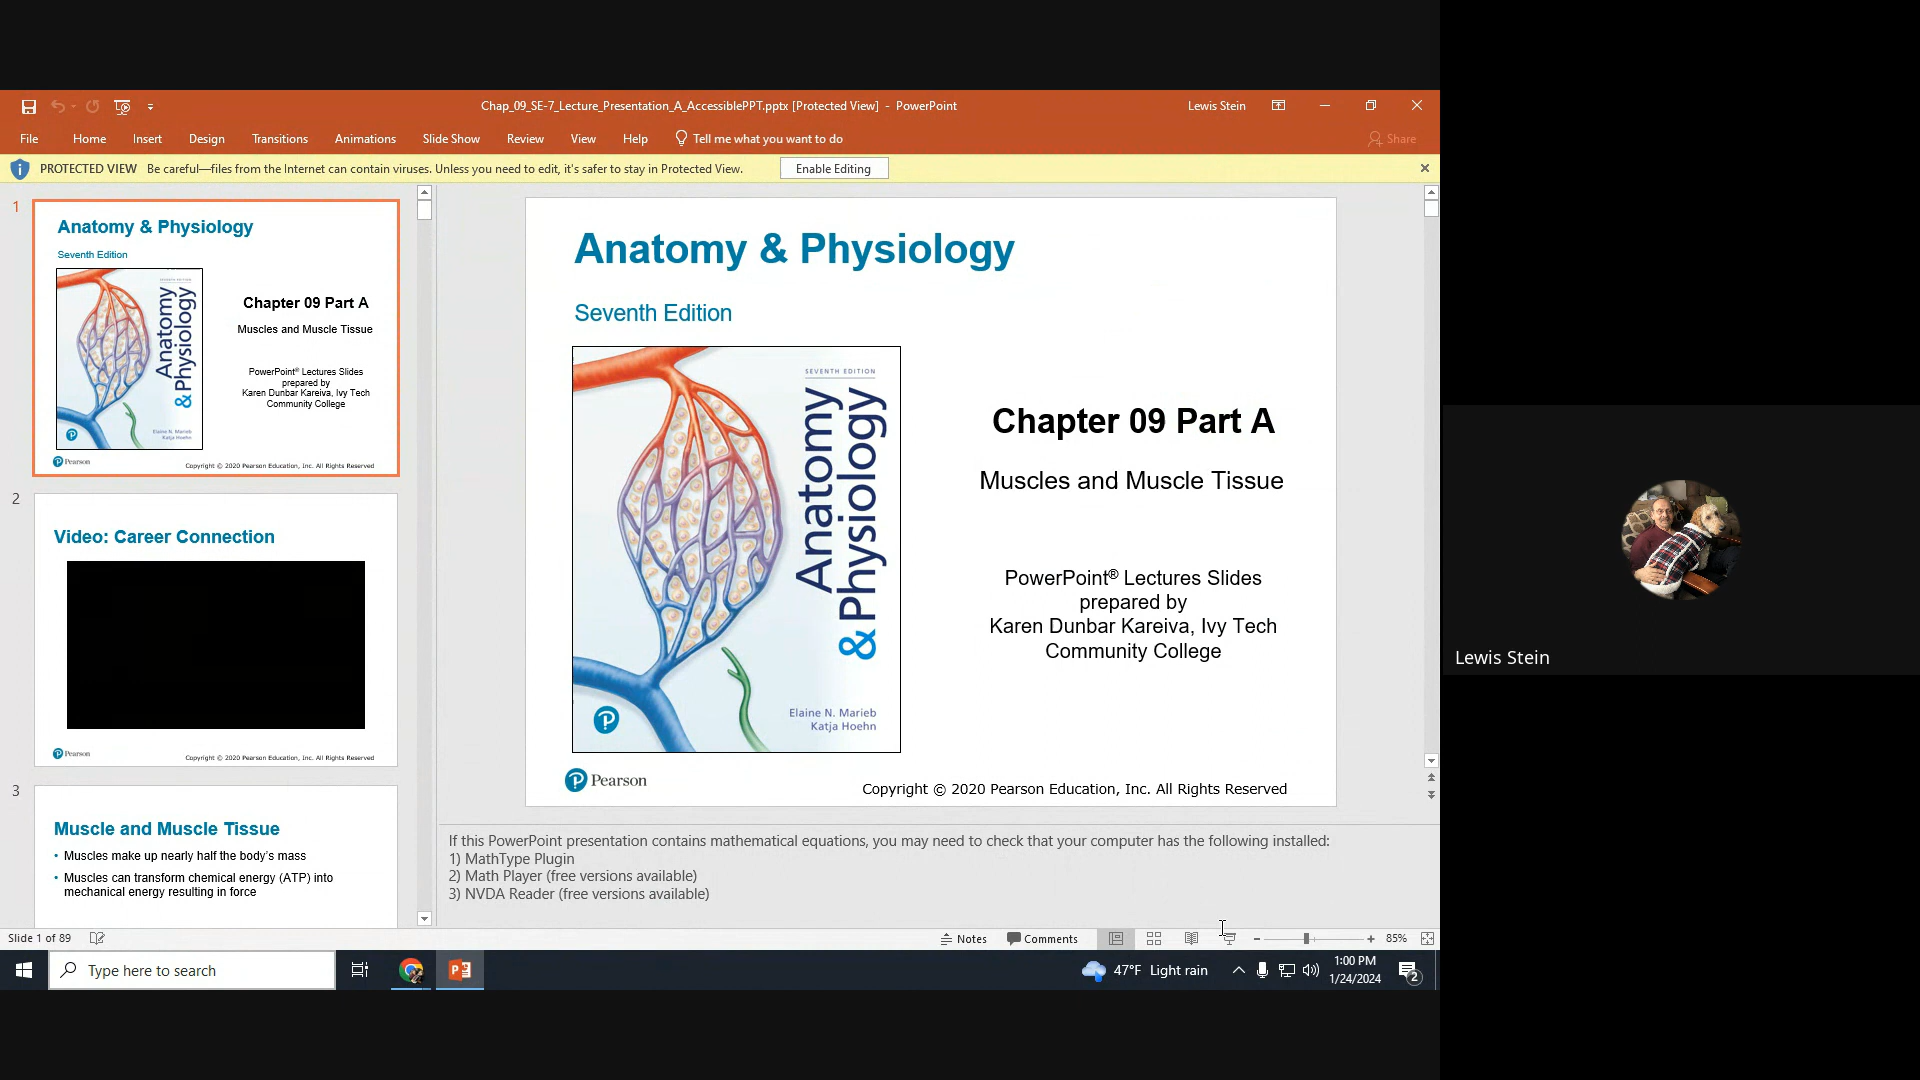 Chap_09_SE-7_Lecture_Presentation_A_AccessiblePPT.pptx [Protected View] - PowerPoint
Lewis Stein
File Home Insert Design Transitions Animations Slide Show Review View Help Tell me what you want to do Share
PROTECTED VIEW Be careful—files from the Internet can contain viruses. Unless you need to edit, it's safer to stay in Protected View. Enable Editing
1
Anatomy & Physiology
Seventh Edition
Anatomy
& Physiology
Elaine N. Marieb
Katja Hoehn
Chapter 09 Part A
Muscles and Muscle Tissue
PowerPoint® Lectures Slides
prepared by
Karen Dunbar Kareiva, Ivy Tech
Community College
Pearson
Copyright © 2020 Pearson Education, Inc. All Rights Reserved
2
Video: Career Connection
Pearson
Copyright © 2020 Pearson Education, Inc. All Rights Reserved
3
Muscle and Muscle Tissue
• Muscles make up nearly half the body's mass
• Muscles can transform chemical energy (ATP) into
mechanical energy resulting in force
Anatomy & Physiology
Seventh Edition
SEVENTH EDITION
Anatomy
& Physiology
Elaine N. Marieb
Katja Hoehn
Chapter 09 Part A
Muscles and Muscle Tissue
PowerPoint® Lectures Slides
prepared by
Karen Dunbar Kareiva, Ivy Tech
Community College
Pearson
Copyright © 2020 Pearson Education, Inc. All Rights Reserved
If this PowerPoint presentation contains mathematical equations, you may need to check that your computer has the following installed:
1) MathType Plugin
2) Math Player (free versions available)
3) NVDA Reader (free versions available)
Slide 1 of 89
Notes Comments 85%
Type here to search
47°F Light rain
1:00 PM
1/24/2024
2
Lewis Stein